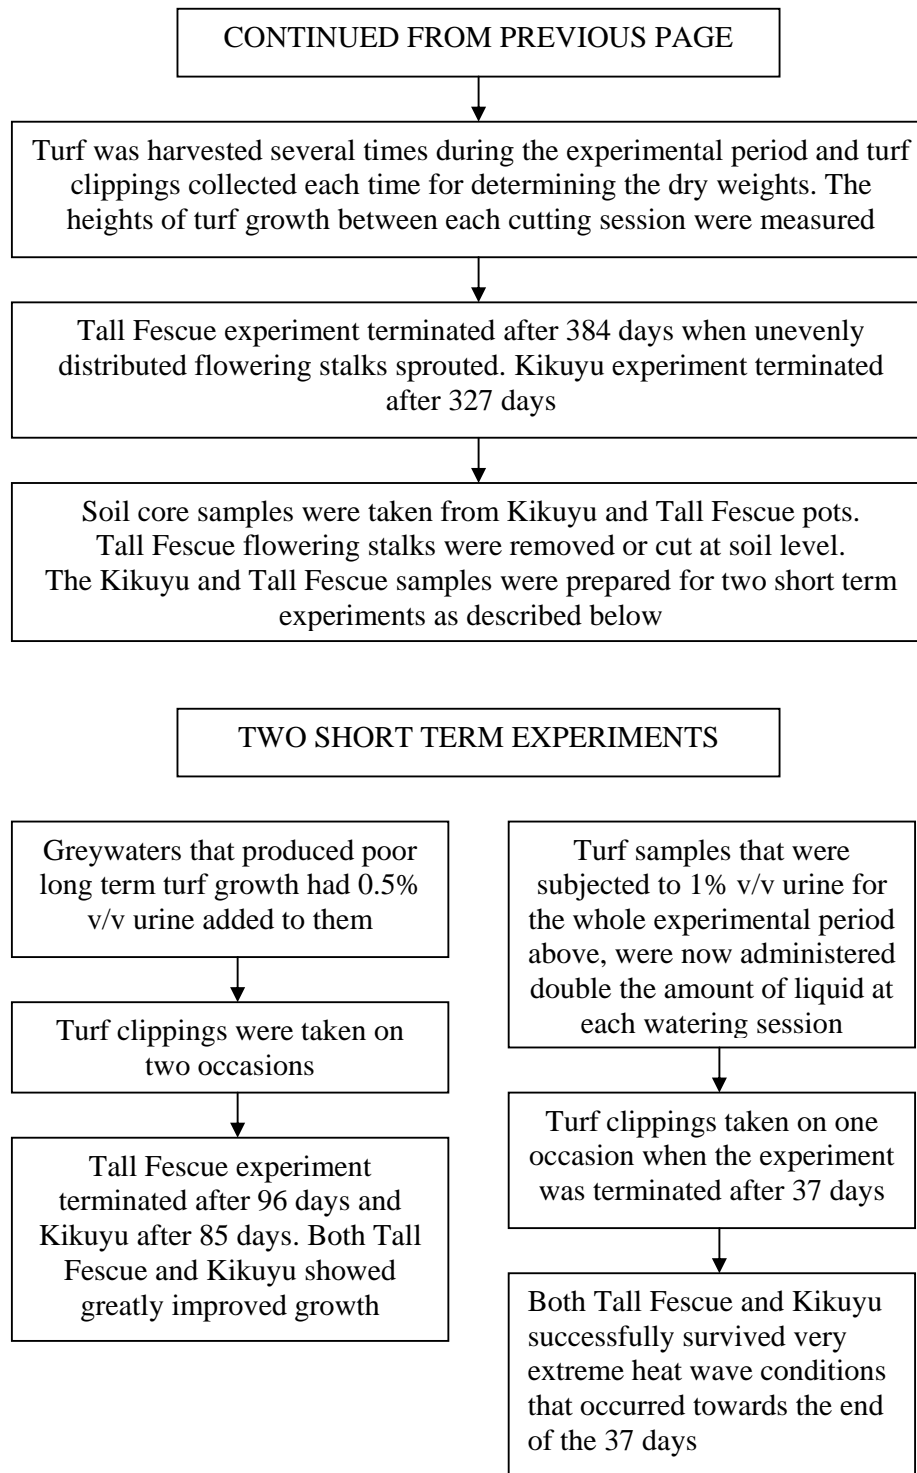 CONTINUED FROM PREVIOUS PAGE
Turf was harvested several times during the experimental period and turf
clippings collected each time for determining the dry weights. The
heights of turf growth between each cutting session were measured
Tall Fescue experiment terminated after 384 days when unevenly
distributed flowering stalks sprouted. Kikuyu experiment terminated
after 327 days
Soil core samples were taken from Kikuyu and Tall Fescue pots.
Tall Fescue flowering stalks were removed or cut at soil level.
The Kikuyu and Tall Fescue samples were prepared for two short term
experiments as described below
TWO SHORT TERM EXPERIMENTS
Greywaters that produced poor
long term turf growth had 0.5%
v/v urine added to them
Turf clippings were taken on
two occasions
Tall Fescue experiment
terminated after 96 days and
Kikuyu after 85 days. Both Tall
Fescue and Kikuyu showed
greatly improved growth
Turf samples that were
subjected to 1% v/v urine for
the whole experimental period
above, were now administered
double the amount of liquid at
each watering session
Turf clippings taken on one
occasion when the experiment
was terminated after 37 days
Both Tall Fescue and Kikuyu
successfully survived very
extreme heat wave conditions
that occurred towards the end
of the 37 days